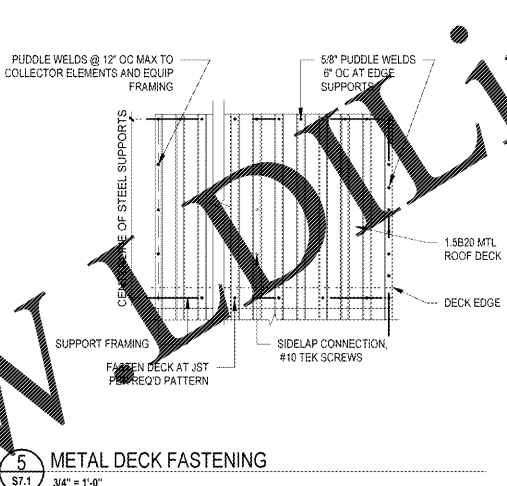 PUDDLE WELDS @ 12" OC MAX TO
COLLECTOR ELEMENTS AND EQUIP
FRAMING
5/8" PUDDLE WELDS
6" OC AT EDGE
SUPPORTS
CENTERLINE OF STEEL SUPPORTS
1.5B20 MTL
ROOF DECK
DECK EDGE
SUPPORT FRAMING
FASTEN DECK AT JST
PER REQ'D PATTERN
SIDELAP CONNECTION,
#10 TEK SCREWS
W.LDILi
5
S7.1
METAL DECK FASTENING
3/4" = 1'-0"